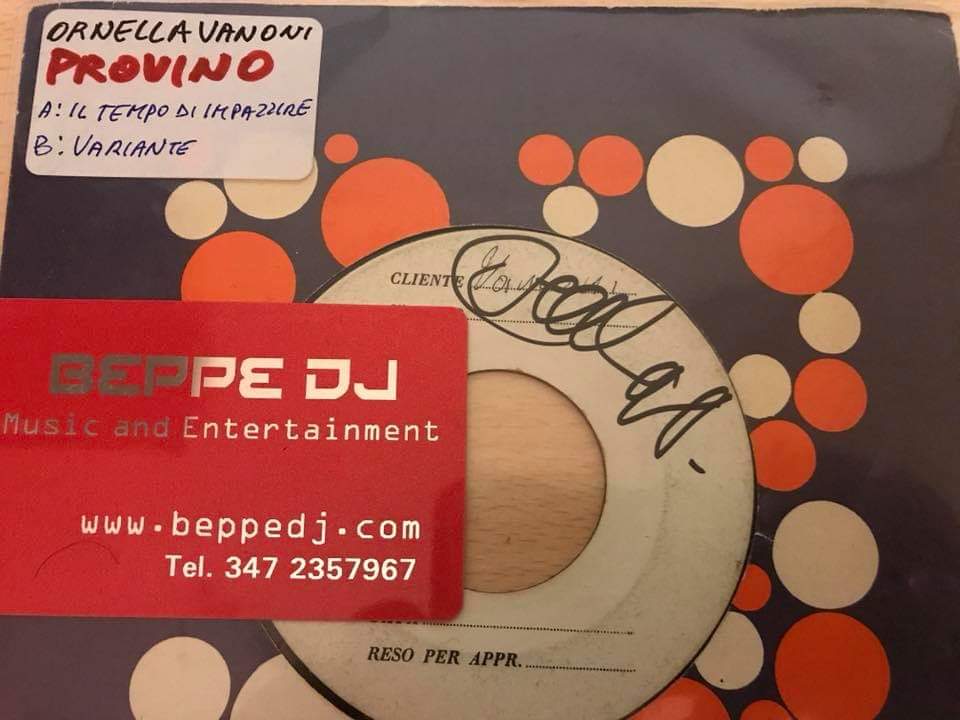 ORNELLA VANONI
PROVINO
A: IL TEMPO DI IMPAZZIRE
B: VARIANTE
CLIENTE
BEPPE DJ
Music and Entertainment
www.beppedj.com
Tel. 347 2357967
RESO PER APPR.